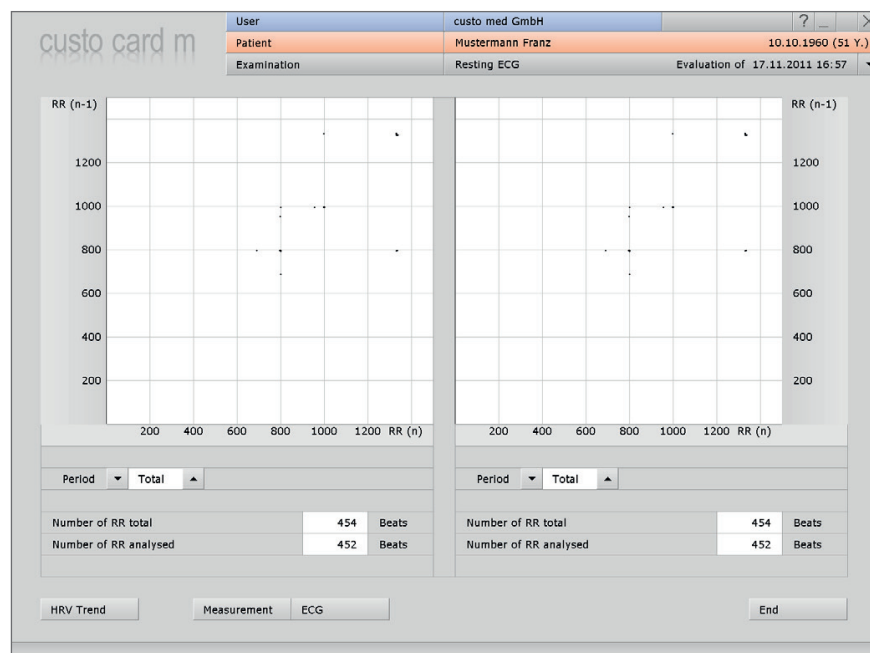 custo card m
User custo med GmbH ? _ X
Patient Mustermann Franz 10.10.1960 (51 Y.)
Examination Resting ECG Evaluation of 17.11.2011 16:57
RR (n-1) RR (n-1)
1200 1200
1000 1000
800 800
600 600
400 400
200 200
200 400 600 800 1000 1200 RR (n) 200 400 600 800 1000 1200 RR (n)
Period Total Period Total
Number of RR total 454 Beats Number of RR total 454 Beats
Number of RR analysed 452 Beats Number of RR analysed 452 Beats
HRV Trend Measurement ECG End